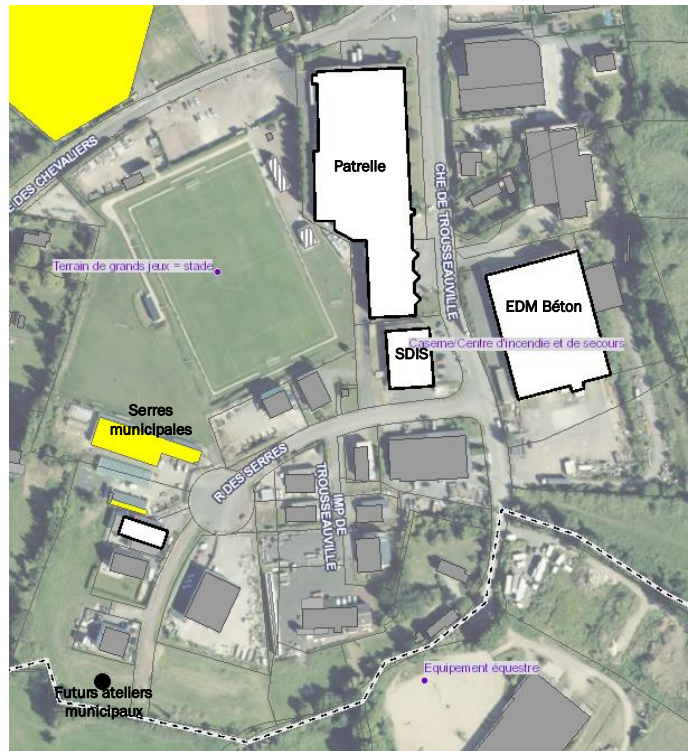 Patrelle
E DES CHEVALIERS
CHE DE TROUSSEAUVILLE
Terrain de grands jeux = stade
EDM Béton
Caserne/Centre d'incendie et de secours
SDIS
Serres
municipales
R DES SERRES
IMP DE
TROUSSEAUVILLE
Equipement équestre
Futurs ateliers
municipaux